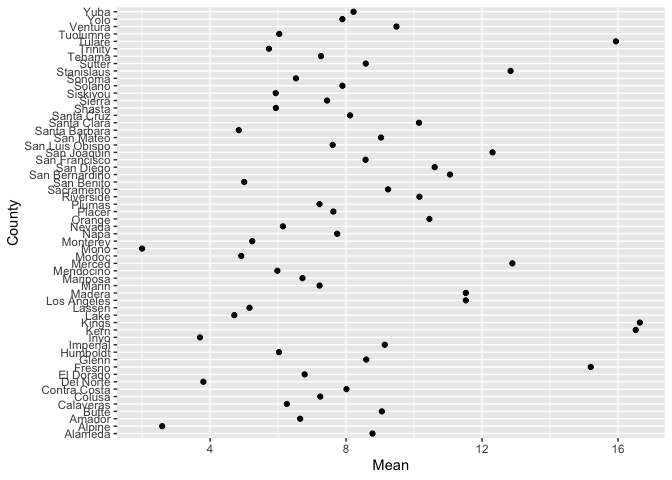 Yuba
Yolo
Ventura
Tuolumne
Tulare
Trinity
Tehama
Sutter
Stanislaus
Sonoma
Solano
Siskiyou
Sierra
Shasta
Santa Cruz
Santa Clara
Santa Barbara
San Mateo
San Luis Obispo
San Joaquin
San Francisco
San Diego
San Bernardino
San Benito
Sacramento
Riverside
Plumas
Placer
Orange
Nevada
Napa
Monterey
Mono
Modoc
Merced
Mendocino
Mariposa
Marin
Madera
Los Angeles
Lassen
Lake
Kings
Kern
Inyo
Imperial
Humboldt
Glenn
Fresno
El Dorado
Del Norte
Contra Costa
Colusa
Calaveras
Butte
Amador
Alpine
Alameda
County
4 8 12 16
Mean